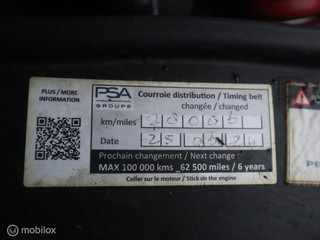 PLUS / MORE
INFORMATION
PSA
GROUPE
Courroie distribution / Timing belt
changée / changed
km/miles
Date
Prochain changement / Next change :
MAX 100 000 kms _62 500 miles / 6 years
Coller sur le moteur / Stick on the engine
Marktplaats